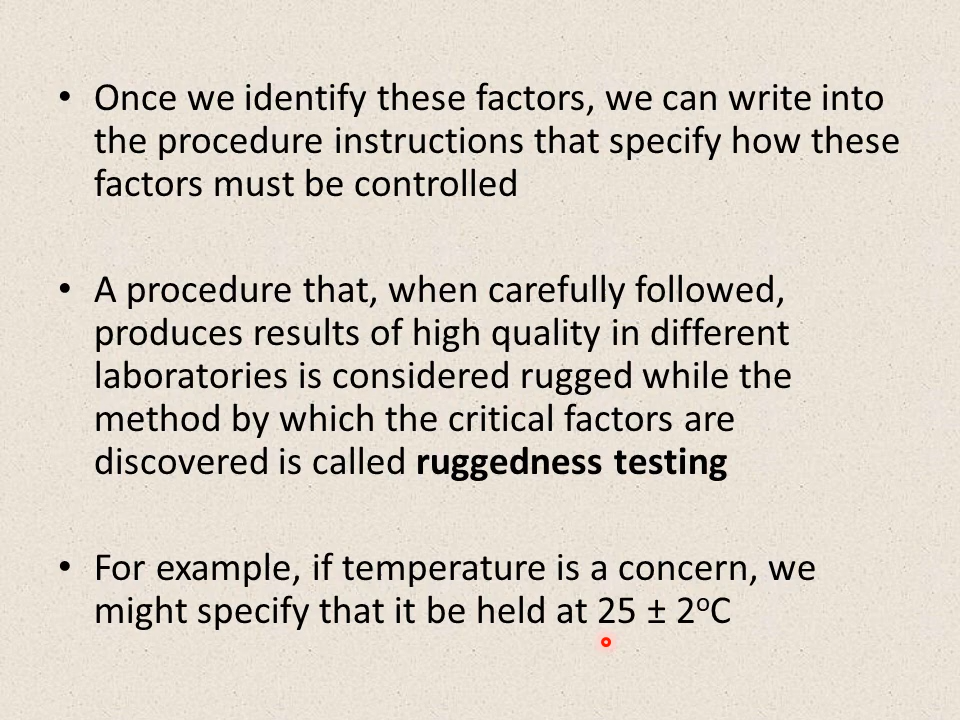 • Once we identify these factors, we can write into
the procedure instructions that specify how these
factors must be controlled
• A procedure that, when carefully followed,
produces results of high quality in different
laboratories is considered rugged while the
method by which the critical factors are
discovered is called ruggedness testing
• For example, if temperature is a concern, we
might specify that it be held at 25 ± 2ºC